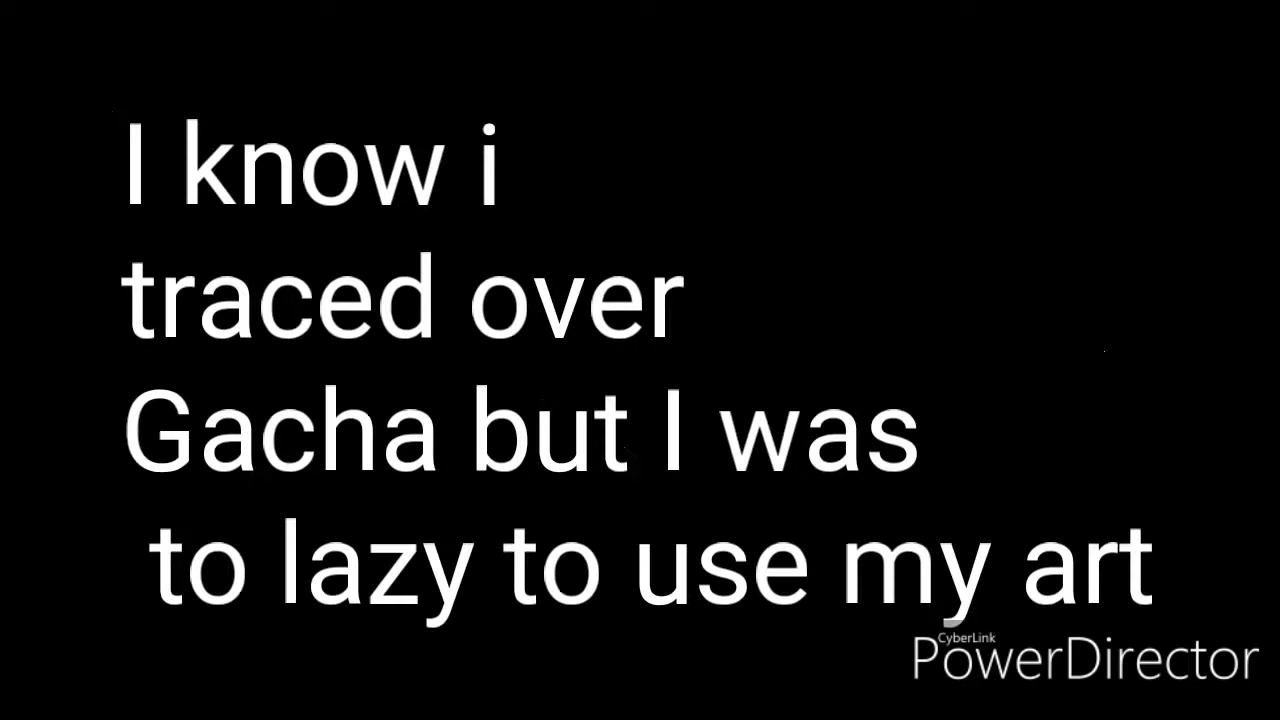 I know i
traced over
Gacha but I was
to lazy to use my art
CyberLink
PowerDirector